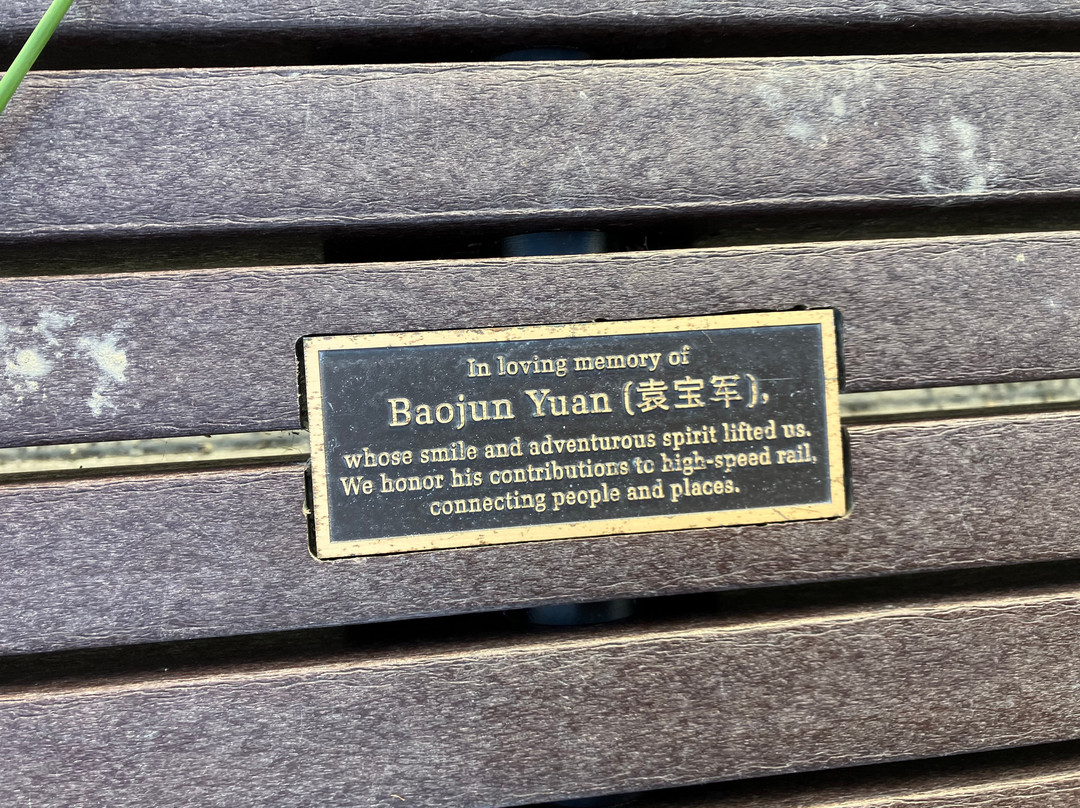 In loving memory of
Baojun Yuan (袁宝军),
whose smile and adventurous spirit lifted us.
We honor his contributions to high-speed rail,
connecting people and places.